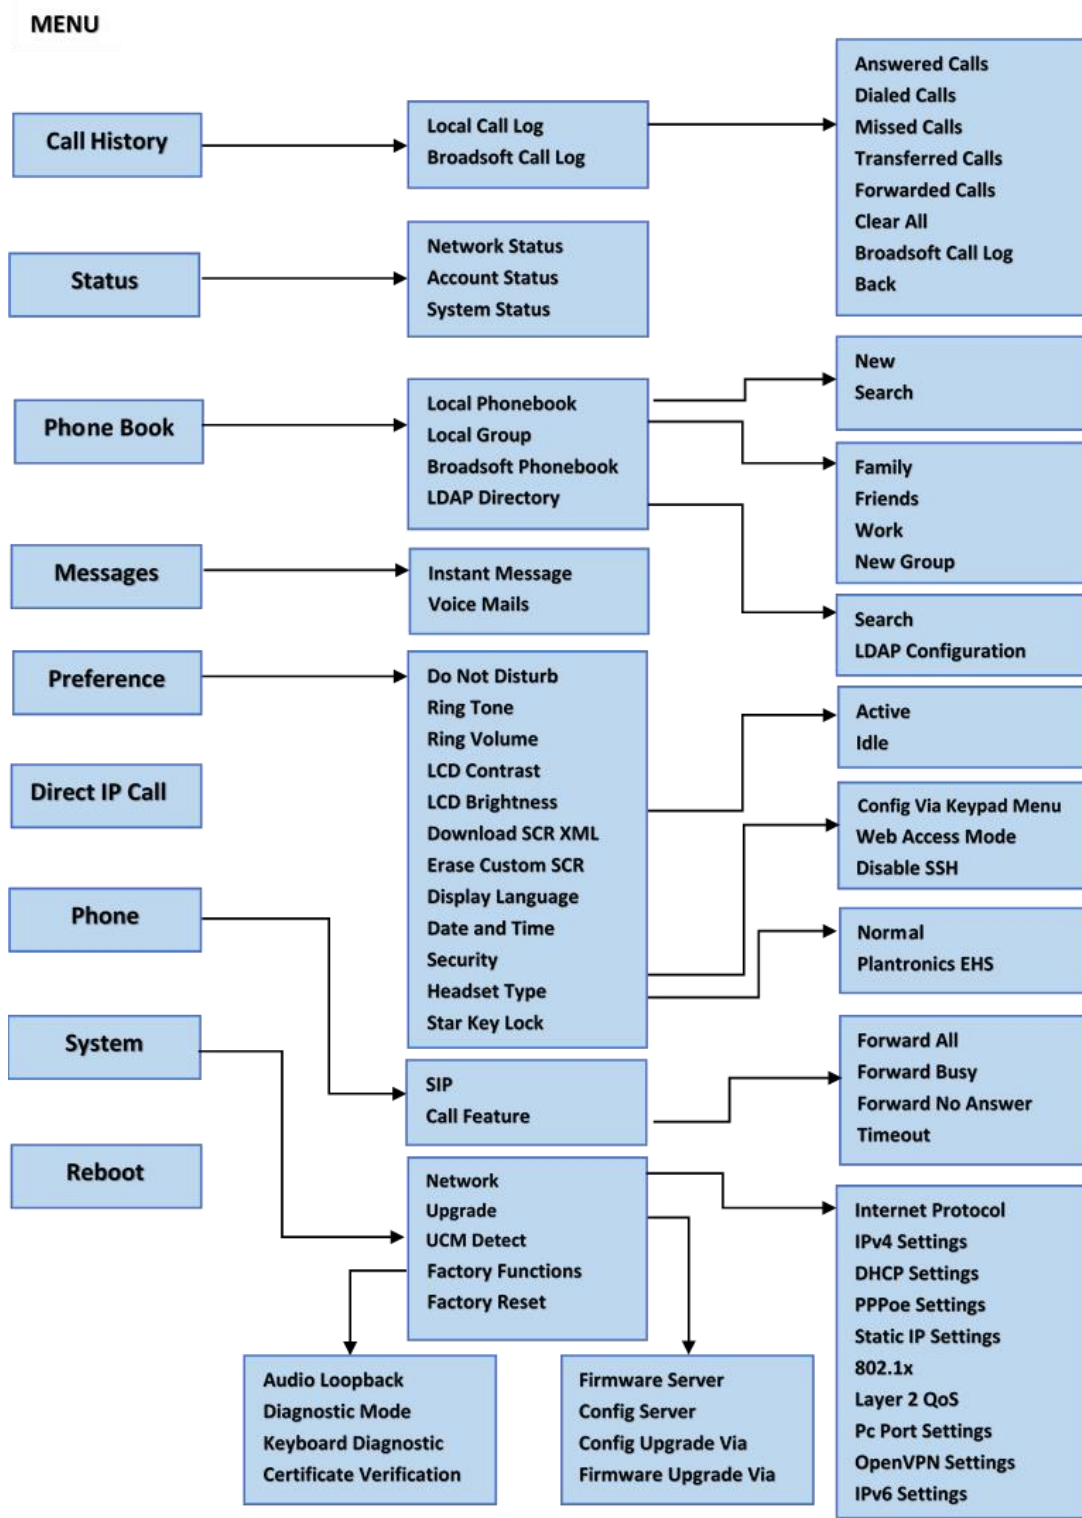 MENU
Call History
Local Call Log
Broadsoft Call Log
Answered Calls
Dialed Calls
Missed Calls
Transferred Calls
Forwarded Calls
Clear All
Broadsoft Call Log
Back
Status
Network Status
Account Status
System Status
Phone Book
Local Phonebook
Local Group
Broadsoft Phonebook
LDAP Directory
New
Search
Family
Friends
Work
New Group
Search
LDAP Configuration
Messages
Instant Message
Voice Mails
Preference
Do Not Disturb
Ring Tone
Ring Volume
LCD Contrast
LCD Brightness
Download SCR XML
Erase Custom SCR
Display Language
Date and Time
Security
Headset Type
Star Key Lock
Active
Idle
Config Via Keypad Menu
Web Access Mode
Disable SSH
Normal
Plantronics EHS
Direct IP Call
Phone
SIP
Call Feature
Forward All
Forward Busy
Forward No Answer
Timeout
System
Network
Upgrade
UCM Detect
Factory Functions
Factory Reset
Internet Protocol
IPv4 Settings
DHCP Settings
PPPoe Settings
Static IP Settings
802.1x
Layer 2 QoS
Pc Port Settings
OpenVPN Settings
IPv6 Settings
Reboot
Audio Loopback
Diagnostic Mode
Keyboard Diagnostic
Certificate Verification
Firmware Server
Config Server
Config Upgrade Via
Firmware Upgrade Via